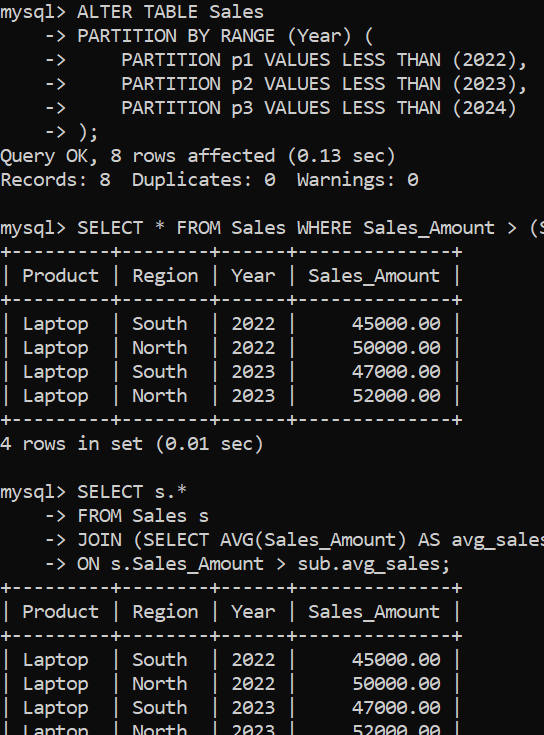 mysql> ALTER TABLE Sales
    -> PARTITION BY RANGE (Year) (
    ->     PARTITION p1 VALUES LESS THAN (2022),
    ->     PARTITION p2 VALUES LESS THAN (2023),
    ->     PARTITION p3 VALUES LESS THAN (2024)
    -> );
Query OK, 8 rows affected (0.13 sec)
Records: 8  Duplicates: 0  Warnings: 0
mysql> SELECT * FROM Sales WHERE Sales_Amount > (
+---------+--------+------+--------------+
| Product | Region | Year | Sales_Amount |
+---------+--------+------+--------------+
| Laptop  | South  | 2022 |     45000.00 |
| Laptop  | North  | 2022 |     50000.00 |
| Laptop  | South  | 2023 |     47000.00 |
| Laptop  | North  | 2023 |     52000.00 |
+---------+--------+------+--------------+
4 rows in set (0.01 sec)
mysql> SELECT s.*
    -> FROM Sales s
    -> JOIN (SELECT AVG(Sales_Amount) AS avg_sales
    -> ON s.Sales_Amount > sub.avg_sales;
+---------+--------+------+--------------+
| Product | Region | Year | Sales_Amount |
+---------+--------+------+--------------+
| Laptop  | South  | 2022 |     45000.00 |
| Laptop  | North  | 2022 |     50000.00 |
| Laptop  | South  | 2023 |     47000.00 |
| Laptop  | North  | 2023 |     52000.00 |